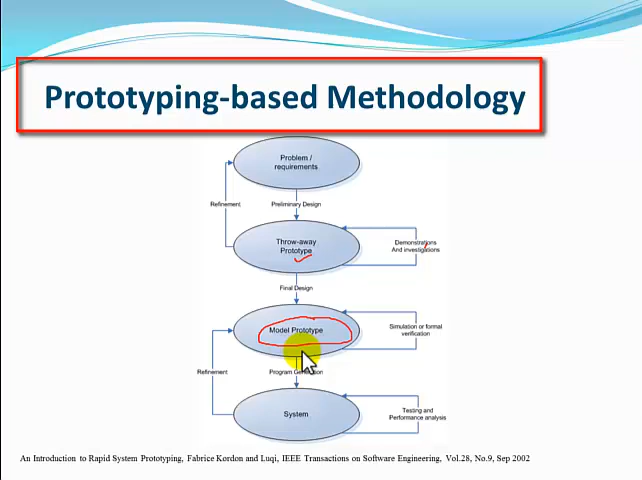 Prototyping-based Methodology
Problem /
requirements
Refinement
Preliminary Design
Throw-away
Prototype
Demonstrations
And investigations
Final Design
Model Prototype
Simulation or formal
verification
Refinement
Program Generation
System
Testing and
Performance analysis
An Introduction to Rapid System Prototyping, Fabrice Kordon and Luqi, IEEE Transactions on Software Engineering, Vol.28, No.9, Sep 2002